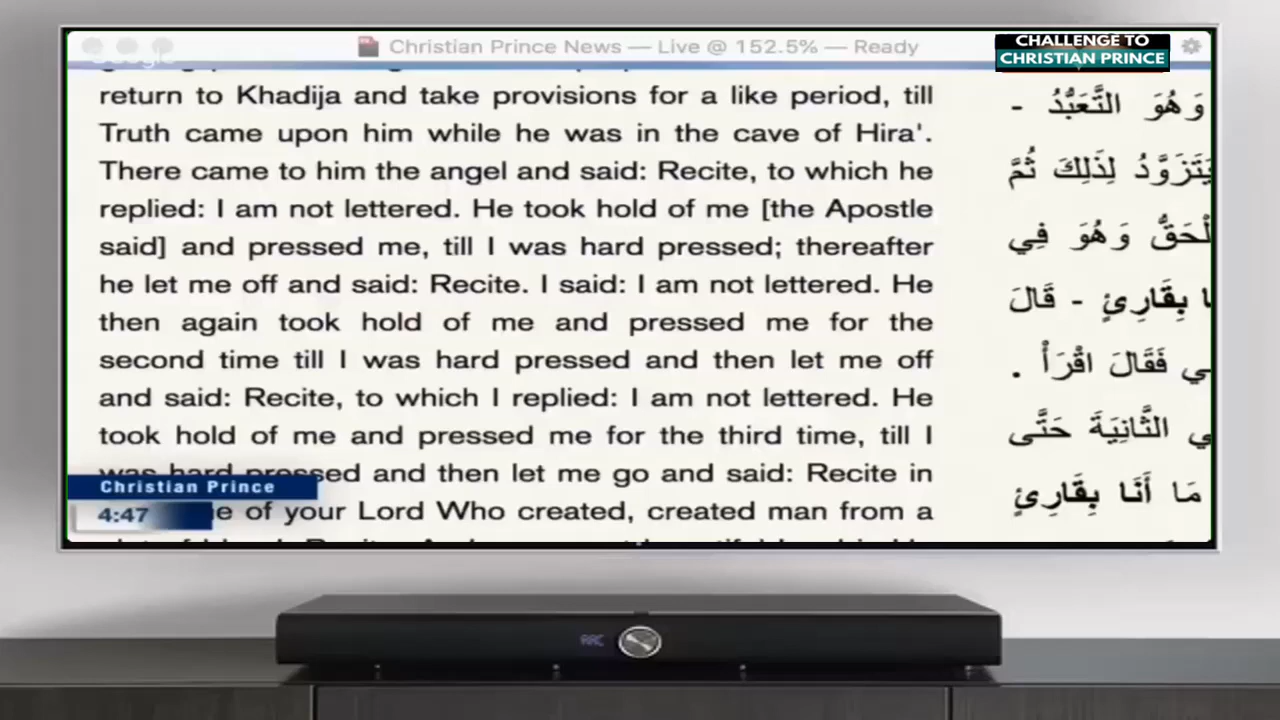 Google
Christian Prince News — Live @ 152.5% — Ready
CHALLENGE TO
CHRISTIAN PRINCE
return to Khadija and take provisions for a like period, till
Truth came upon him while he was in the cave of Hira'.
There came to him the angel and said: Recite, to which he
replied: I am not lettered. He took hold of me [the Apostle
said] and pressed me, till I was hard pressed; thereafter
he let me off and said: Recite. I said: I am not lettered. He
then again took hold of me and pressed me for the
second time till I was hard pressed and then let me off
and said: Recite, to which I replied: I am not lettered. He
took hold of me and pressed me for the third time, till I
was hard pressed and then let me go and said: Recite in
of your Lord Who created, created man from a
وَهُوَ التَّعَبُّدُ -
يَتَزَوَّدُ لِذَلِكَ ثُمَّ
وَهُوَ فِي
بِقَارِئٍ - قَالَ
فَقَالَ اقْرَأْ .
الثَّانِيَةَ حَتَّى
مَا أَنَا بِقَارِئٍ
Christian Prince
4:47
ARC